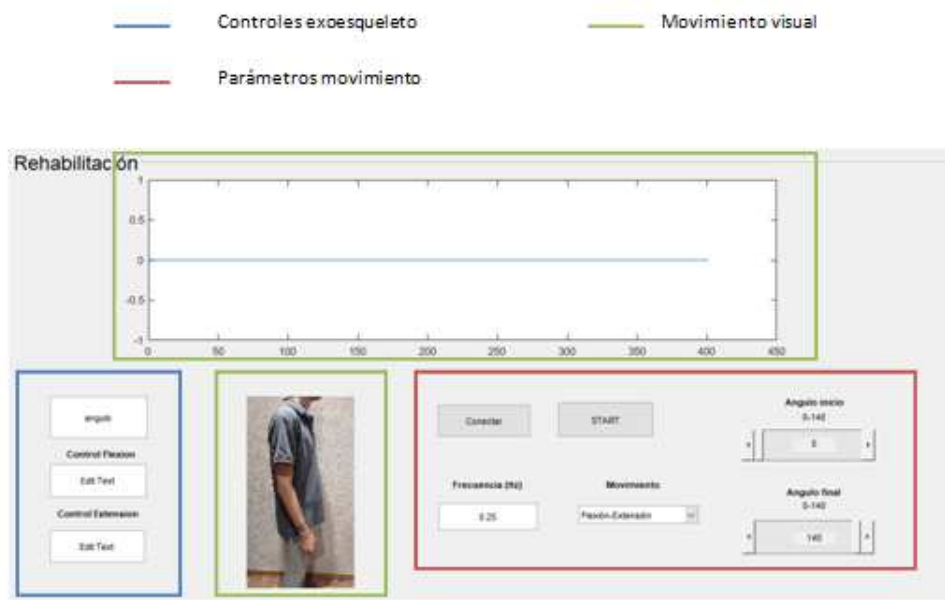 Controles exoesqueleto
Movimiento visual
Parámetros movimiento
Rehabilitación
1
0.5
0
-0.5
-1
0 50 100 150 200 250 300 350 400 450
angulo
Control Flexion
Edit Text
Control Extension
Edit Text
Conectar
START
Frecuencia (Hz)
0.25
Movimiento
Flexión-Extensión
Angulo inicio
0-140
0
Angulo final
0-140
140